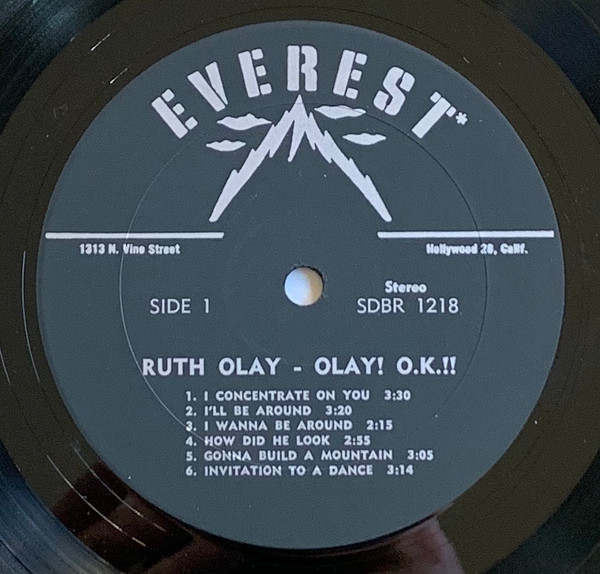 EVEREST*
1313 N. Vine Street
Hollywood 28, Calif.
Stereo
SIDE 1
SDBR 1218
RUTH OLAY - OLAY! O.K.!!
1. I CONCENTRATE ON YOU 3:30
2. I'LL BE AROUND 3:20
3. I WANNA BE AROUND 2:15
4. HOW DID HE LOOK 2:55
5. GONNA BUILD A MOUNTAIN 3:05
6. INVITATION TO A DANCE 3:14